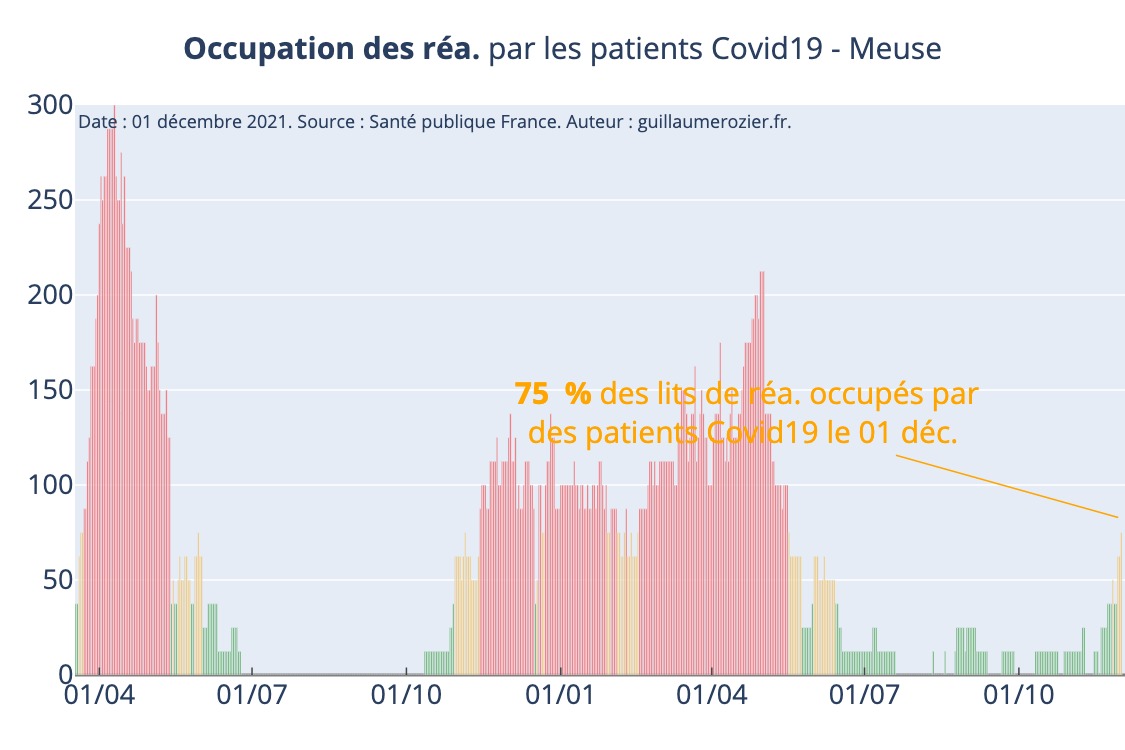 Occupation des réa. par les patients Covid19 - Meuse
300
Date : 01 décembre 2021. Source : Santé publique France. Auteur : guillaumerozier.fr.
250
200
150
75 % des lits de réa. occupés par
des patients Covid19 le 01 déc.
100
50
0
01/04 01/07 01/10 01/01 01/04 01/07 01/10